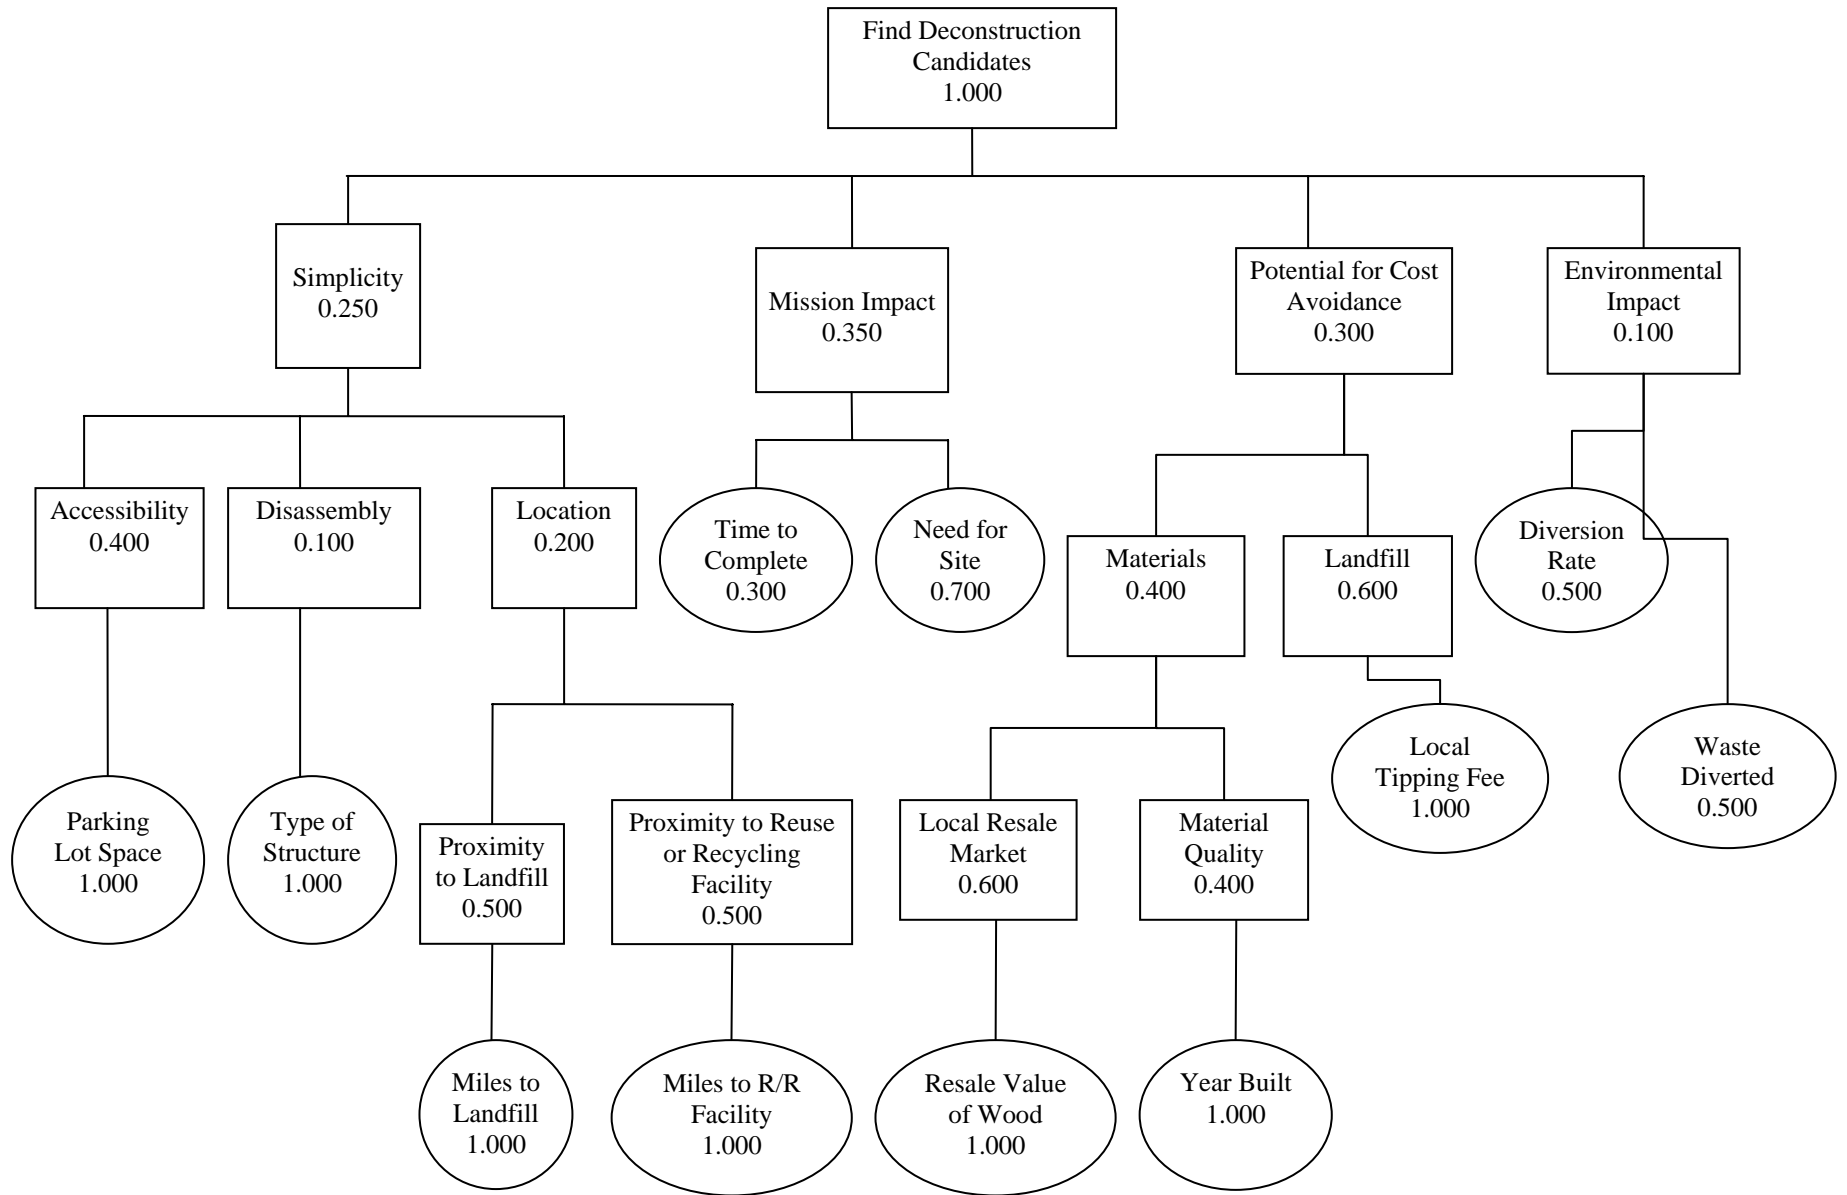 Find Deconstruction
Candidates
1.000
Simplicity
0.250
Mission Impact
0.350
Potential for Cost
Avoidance
0.300
Environmental
Impact
0.100
Accessibility
0.400
Disassembly
0.100
Location
0.200
Time to
Complete
0.300
Need for
Site
0.700
Materials
0.400
Landfill
0.600
Diversion
Rate
0.500
Parking
Lot Space
1.000
Type of
Structure
1.000
Proximity
to Landfill
0.500
Proximity to Reuse
or Recycling
Facility
0.500
Local Resale
Market
0.600
Material
Quality
0.400
Local
Tipping Fee
1.000
Waste
Diverted
0.500
Miles to
Landfill
1.000
Miles to R/R
Facility
1.000
Resale Value
of Wood
1.000
Year Built
1.000